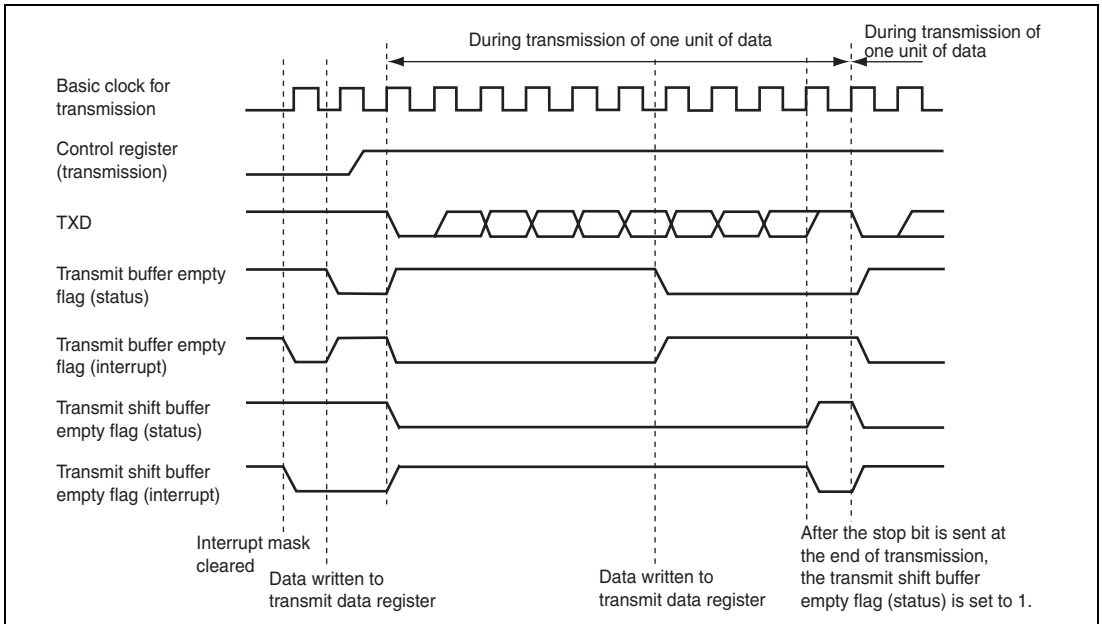 During transmission of one unit of data
During transmission of
one unit of data
Basic clock for
transmission
Control register
(transmission)
TXD
Transmit buffer empty
flag (status)
Transmit buffer empty
flag (interrupt)
Transmit shift buffer
empty flag (status)
Transmit shift buffer
empty flag (interrupt)
Interrupt mask
cleared
Data written to
transmit data register
Data written to
transmit data register
After the stop bit is sent at
the end of transmission,
the transmit shift buffer
empty flag (status) is set to 1.